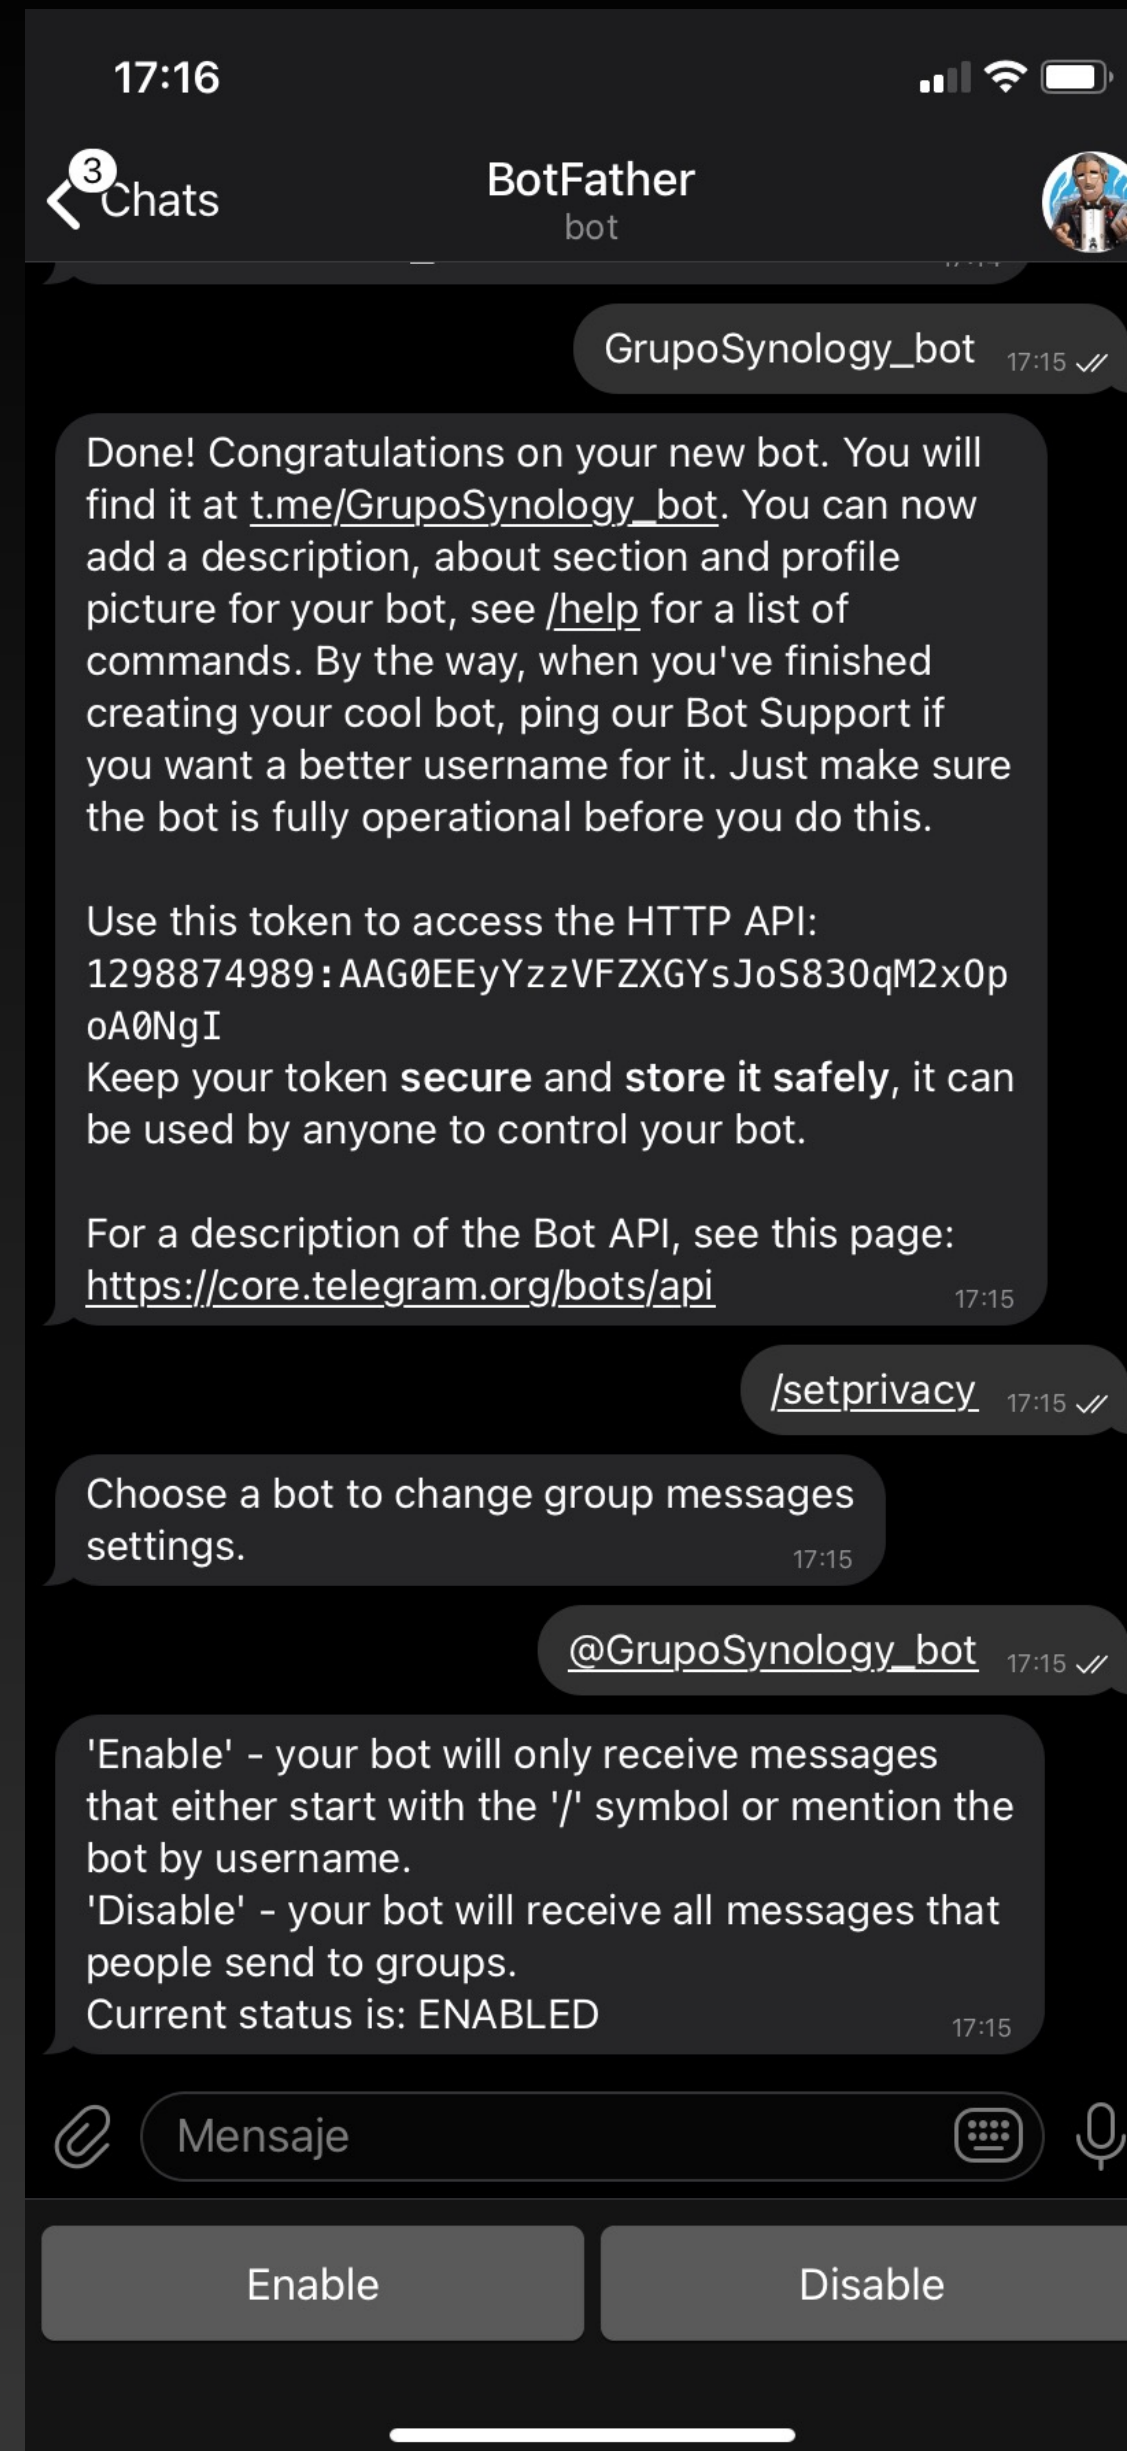 17:16
3
Chats
BotFather
bot
GrupoSynology_bot 17:15
Done! Congratulations on your new bot. You will
find it at t.me/GrupoSynology_bot. You can now
add a description, about section and profile
picture for your bot, see /help for a list of
commands. By the way, when you've finished
creating your cool bot, ping our Bot Support if
you want a better username for it. Just make sure
the bot is fully operational before you do this.
Use this token to access the HTTP API:
1298874989:AAG0EEyYzzVFZXGYsJoS83OqM2xOp
oA0NgI
Keep your token secure and store it safely, it can
be used by anyone to control your bot.
For a description of the Bot API, see this page:
https://core.telegram.org/bots/api 17:15
/setprivacy 17:15
Choose a bot to change group messages
settings. 17:15
@GrupoSynology_bot 17:15
'Enable' - your bot will only receive messages
that either start with the '/' symbol or mention the
bot by username.
'Disable' - your bot will receive all messages that
people send to groups.
Current status is: ENABLED 17:15
Mensaje
Enable
Disable